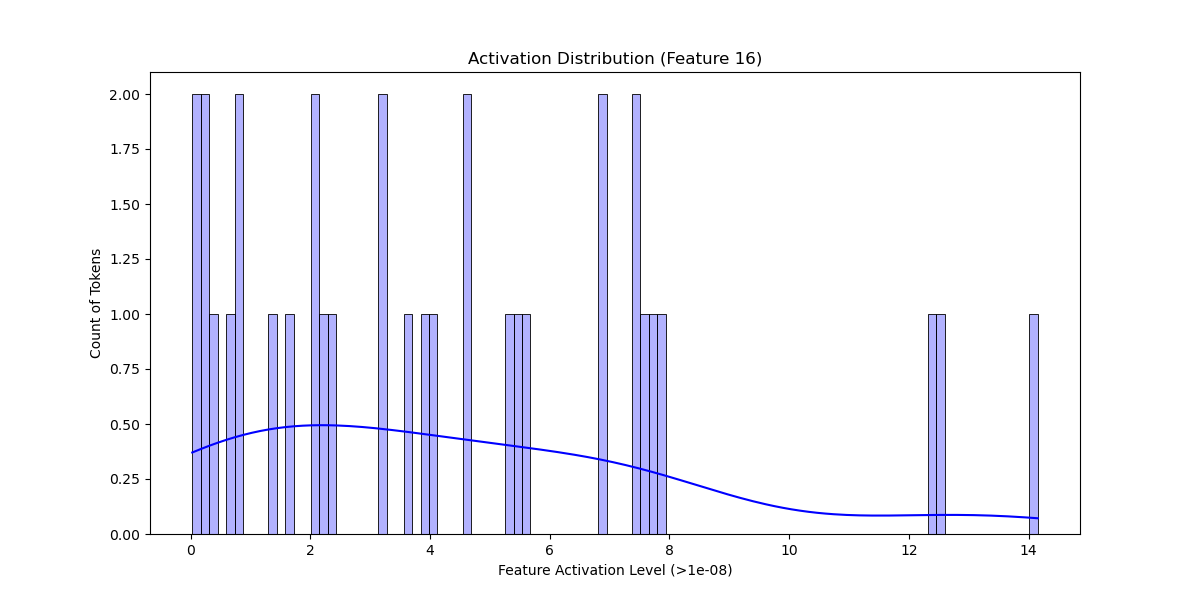 Activation Distribution (Feature 16)
2.00
1.75
1.50
1.25
1.00
0.75
0.50
0.25
0.00
Count of Tokens
0 2 4 6 8 10 12 14
Feature Activation Level (>1e-08)